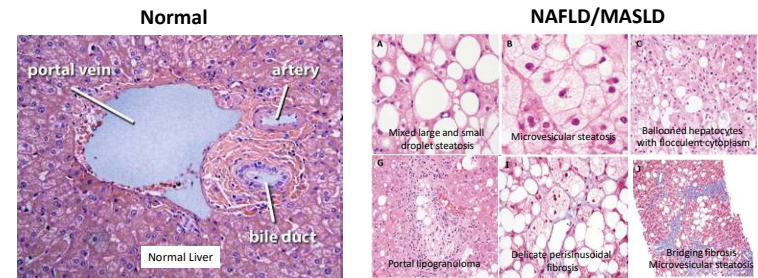 Normal
NAFLD/MASLD
portal vein
artery
bile duct
Normal Liver
A
Mixed large and small
droplet steatosis
B
Microvesicular steatosis
C
Ballooned hepatocytes
with flocculent cytoplasm
G
Portal lipogranuloma
I
Delicate perisinusoidal
fibrosis
J
Bridging fibrosis
Microvesicular steatosis